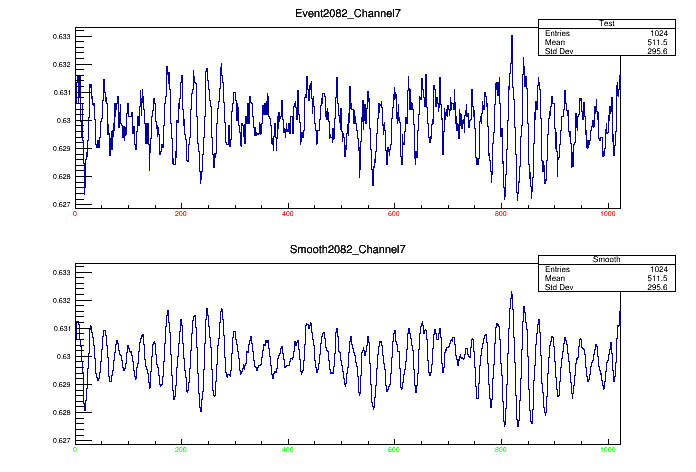 Event2082_Channel7
Test
Entries 1024
Mean 511.5
Std Dev 295.6
0.633
0.632
0.631
0.63
0.629
0.628
0.627
0 200 400 600 800 1000
Smooth2082_Channel7
Smooth
Entries 1024
Mean 511.5
Std Dev 295.6
0.633
0.632
0.631
0.63
0.629
0.628
0.627
0 200 400 600 800 1000